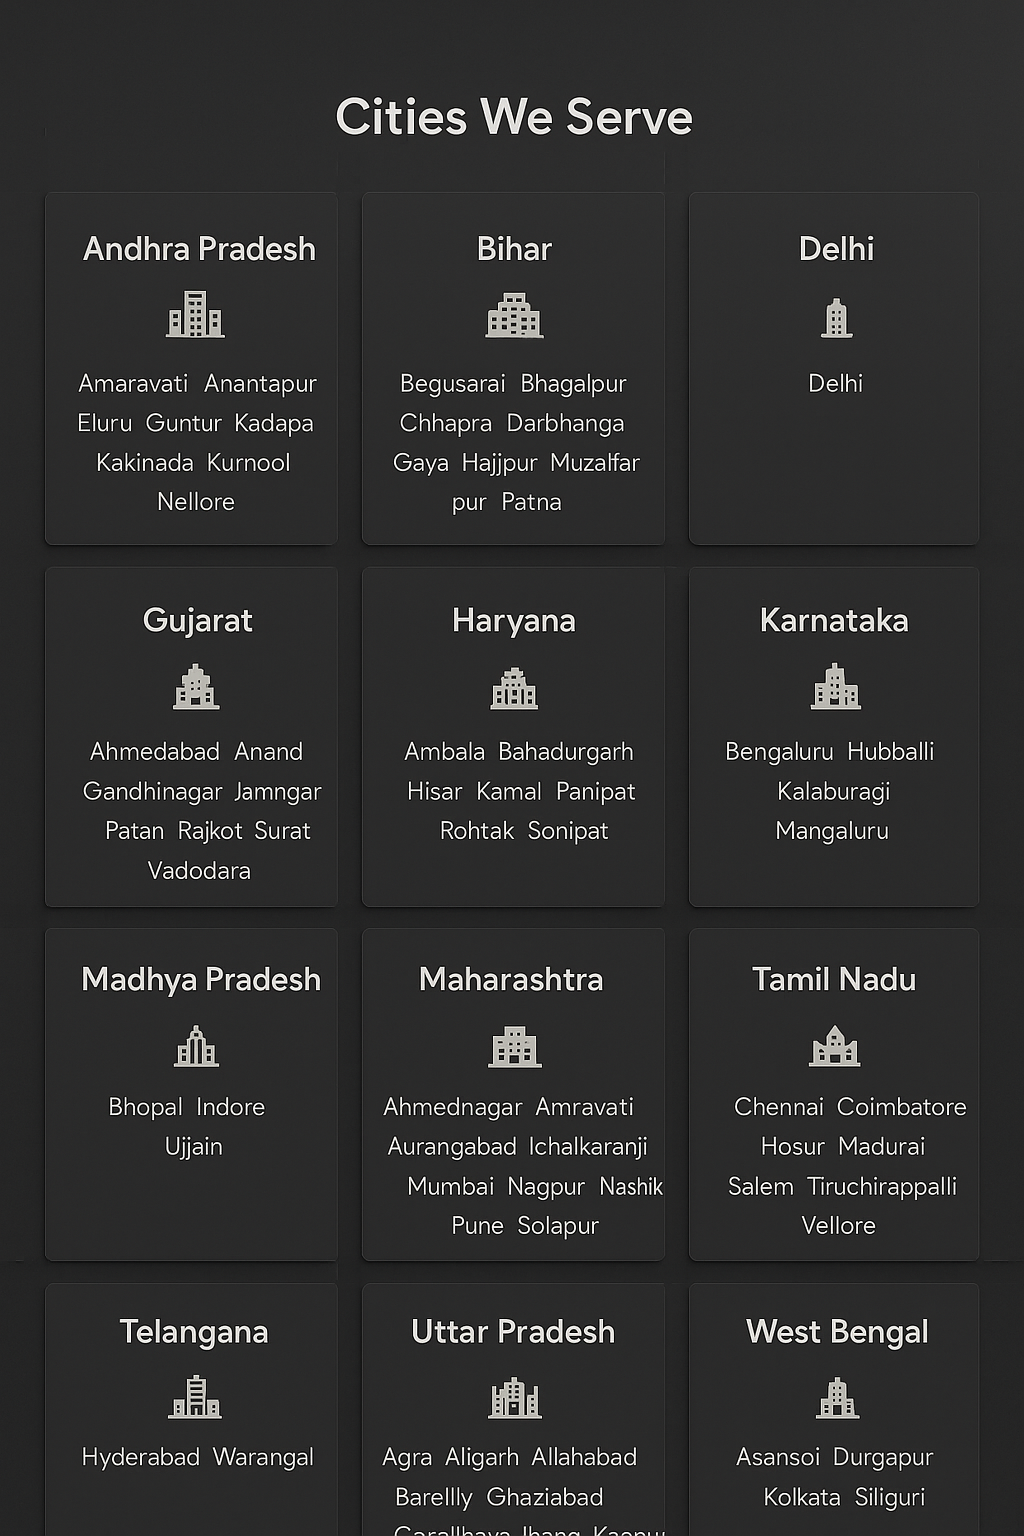 Cities We Serve
Andhra Pradesh
Amaravati Anantapur
Eluru Guntur Kadapa
Kakinada Kurnool
Nellore
Bihar
Begusarai Bhagalpur
Chhapra Darbhanga
Gaya Hajjpur Muzalfar
pur Patna
Delhi
Delhi
Gujarat
Ahmedabad Anand
Gandhinagar Jamngar
Patan Rajkot Surat
Vadodara
Haryana
Ambala Bahadurgarh
Hisar Kamal Panipat
Rohtak Sonipat
Karnataka
Bengaluru Hubballi
Kalaburagi
Mangaluru
Madhya Pradesh
Bhopal Indore
Ujjain
Maharashtra
Ahmednagar Amravati
Aurangabad Ichalkaranji
Mumbai Nagpur Nashik
Pune Solapur
Tamil Nadu
Chennai Coimbatore
Hosur Madurai
Salem Tiruchirappalli
Vellore
Telangana
Hyderabad Warangal
Uttar Pradesh
Agra Aligarh Allahabad
Barellly Ghaziabad
West Bengal
Asansoi Durgapur
Kolkata Siliguri